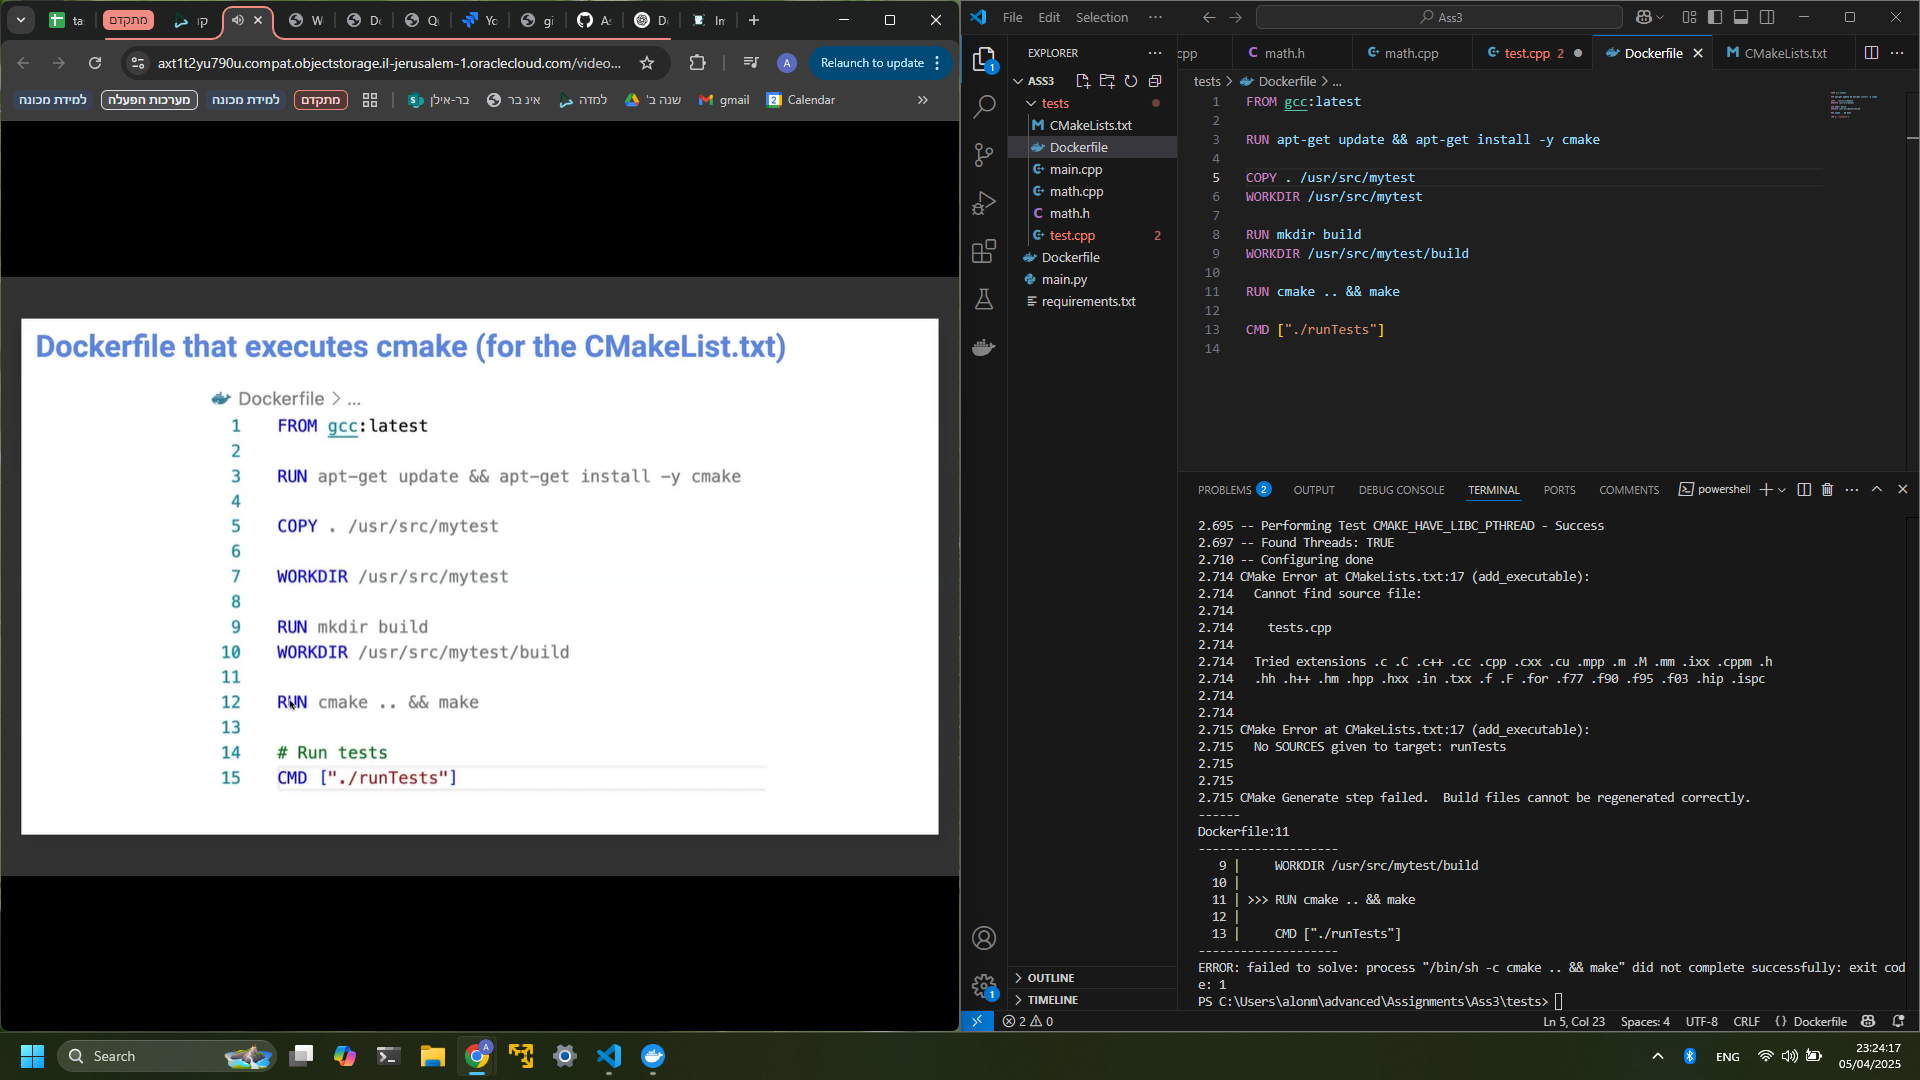 ta
מתקדם
קו
W
Dc
Q
Yc
gi
As
D
Im
axt1t2yu790u.compat.objectstorage.il-jerusalem-1.oraclecloud.com/video...
A
Relaunch to update
למידת מכונה
מערכות הפעלה
למידת מכונה
מתקדם
בר-אילן
אינ בר
למדה
שנה ב'
gmail
Calendar
Dockerfile that executes cmake (for the CMakeList.txt)
Dockerfile > ...
1 FROM gcc:latest
2
3 RUN apt-get update && apt-get install -y cmake
4
5 COPY . /usr/src/mytest
6
7 WORKDIR /usr/src/mytest
8
9 RUN mkdir build
10 WORKDIR /usr/src/mytest/build
11
12 RUN cmake .. && make
13
14 # Run tests
15 CMD ["./runTests"]
File Edit Selection ...
Ass3
EXPLORER
ASS3
tests
CMakeLists.txt
Dockerfile
main.cpp
math.cpp
math.h
test.cpp 2
Dockerfile
main.py
requirements.txt
OUTLINE
TIMELINE
cpp
math.h
math.cpp
test.cpp 2
Dockerfile
CMakeLists.txt
tests > Dockerfile > ...
1 FROM gcc:latest
2
3 RUN apt-get update && apt-get install -y cmake
4
5 COPY . /usr/src/mytest
6 WORKDIR /usr/src/mytest
7
8 RUN mkdir build
9 WORKDIR /usr/src/mytest/build
10
11 RUN cmake .. && make
12
13 CMD ["./runTests"]
14
PROBLEMS 2 OUTPUT DEBUG CONSOLE TERMINAL PORTS COMMENTS powershell
2.695 -- Performing Test CMAKE_HAVE_LIBC_PTHREAD - Success
2.697 -- Found Threads: TRUE
2.710 -- Configuring done
2.714 CMake Error at CMakeLists.txt:17 (add_executable):
2.714 Cannot find source file:
2.714
2.714 tests.cpp
2.714
2.714 Tried extensions .c .C .c++ .cc .cpp .cxx .cu .mpp .m .M .mm .ixx .cppm .h
2.714 .hh .h++ .hm .hpp .hxx .in .txx .f .F .for .f77 .f90 .f95 .f03 .hip .ispc
2.714
2.714
2.715 CMake Error at CMakeLists.txt:17 (add_executable):
2.715 No SOURCES given to target: runTests
2.715
2.715
2.715 CMake Generate step failed. Build files cannot be regenerated correctly.
------
Dockerfile:11
--------------------
9 | WORKDIR /usr/src/mytest/build
10 |
11 | >>> RUN cmake .. && make
12 |
13 | CMD ["./runTests"]
--------------------
ERROR: failed to solve: process "/bin/sh -c cmake .. && make" did not complete successfully: exit cod
e: 1
PS C:\Users\alonm\advanced\Assignments\Ass3\tests>
2 0
Ln 5, Col 23 Spaces: 4 UTF-8 CRLF {} Dockerfile
Search
ENG
23:24:17
05/04/2025